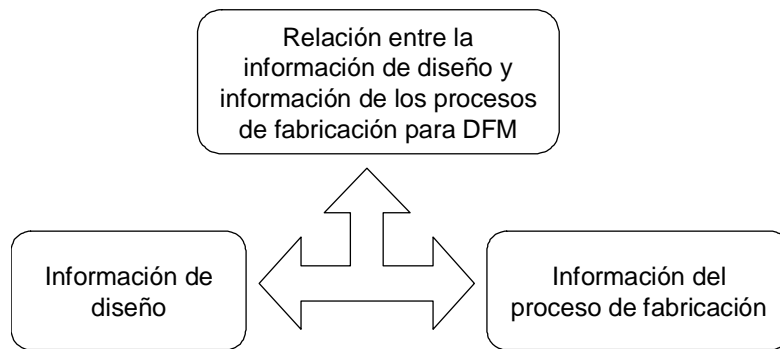 Relación entre la
información de diseño y
información de los procesos
de fabricación para DFM
Información de
diseño
Información del
proceso de fabricación